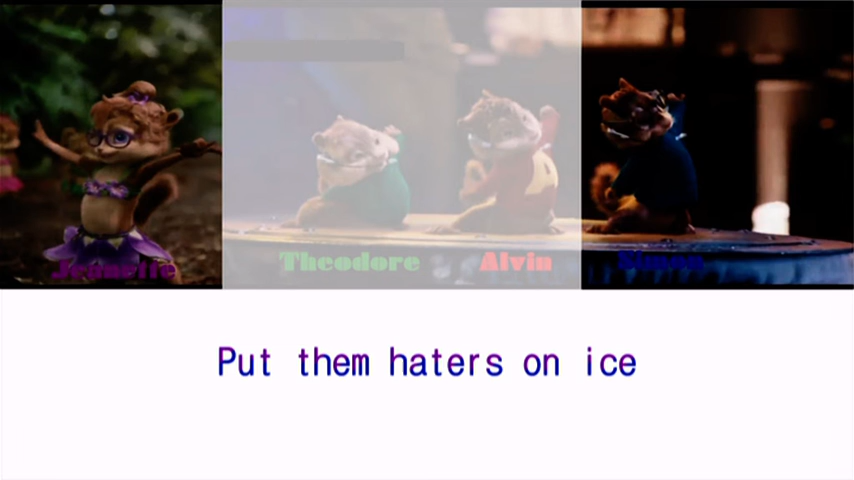 Jeanette
Theodore
Alvin
Simon
Put them haters on ice